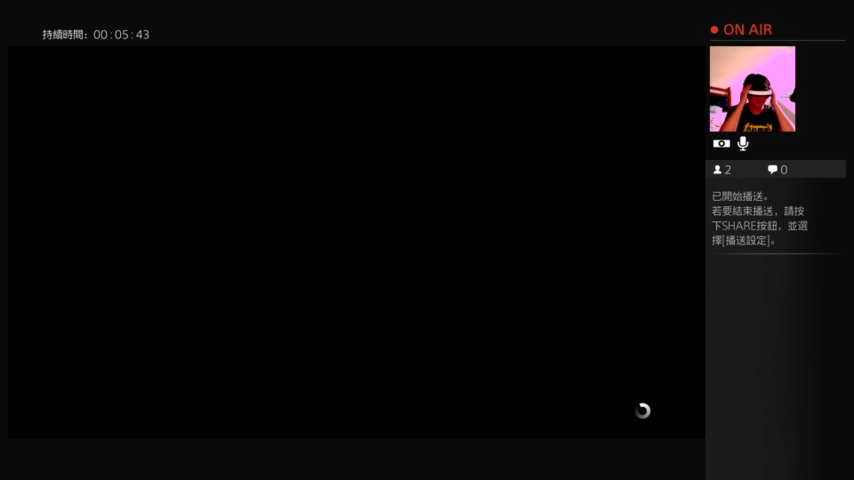 持續時間：00:05:43
ON AIR
2 0
已開始播送。
若要結束播送，請按
下SHARE按鈕，並選
擇[播送設定]。